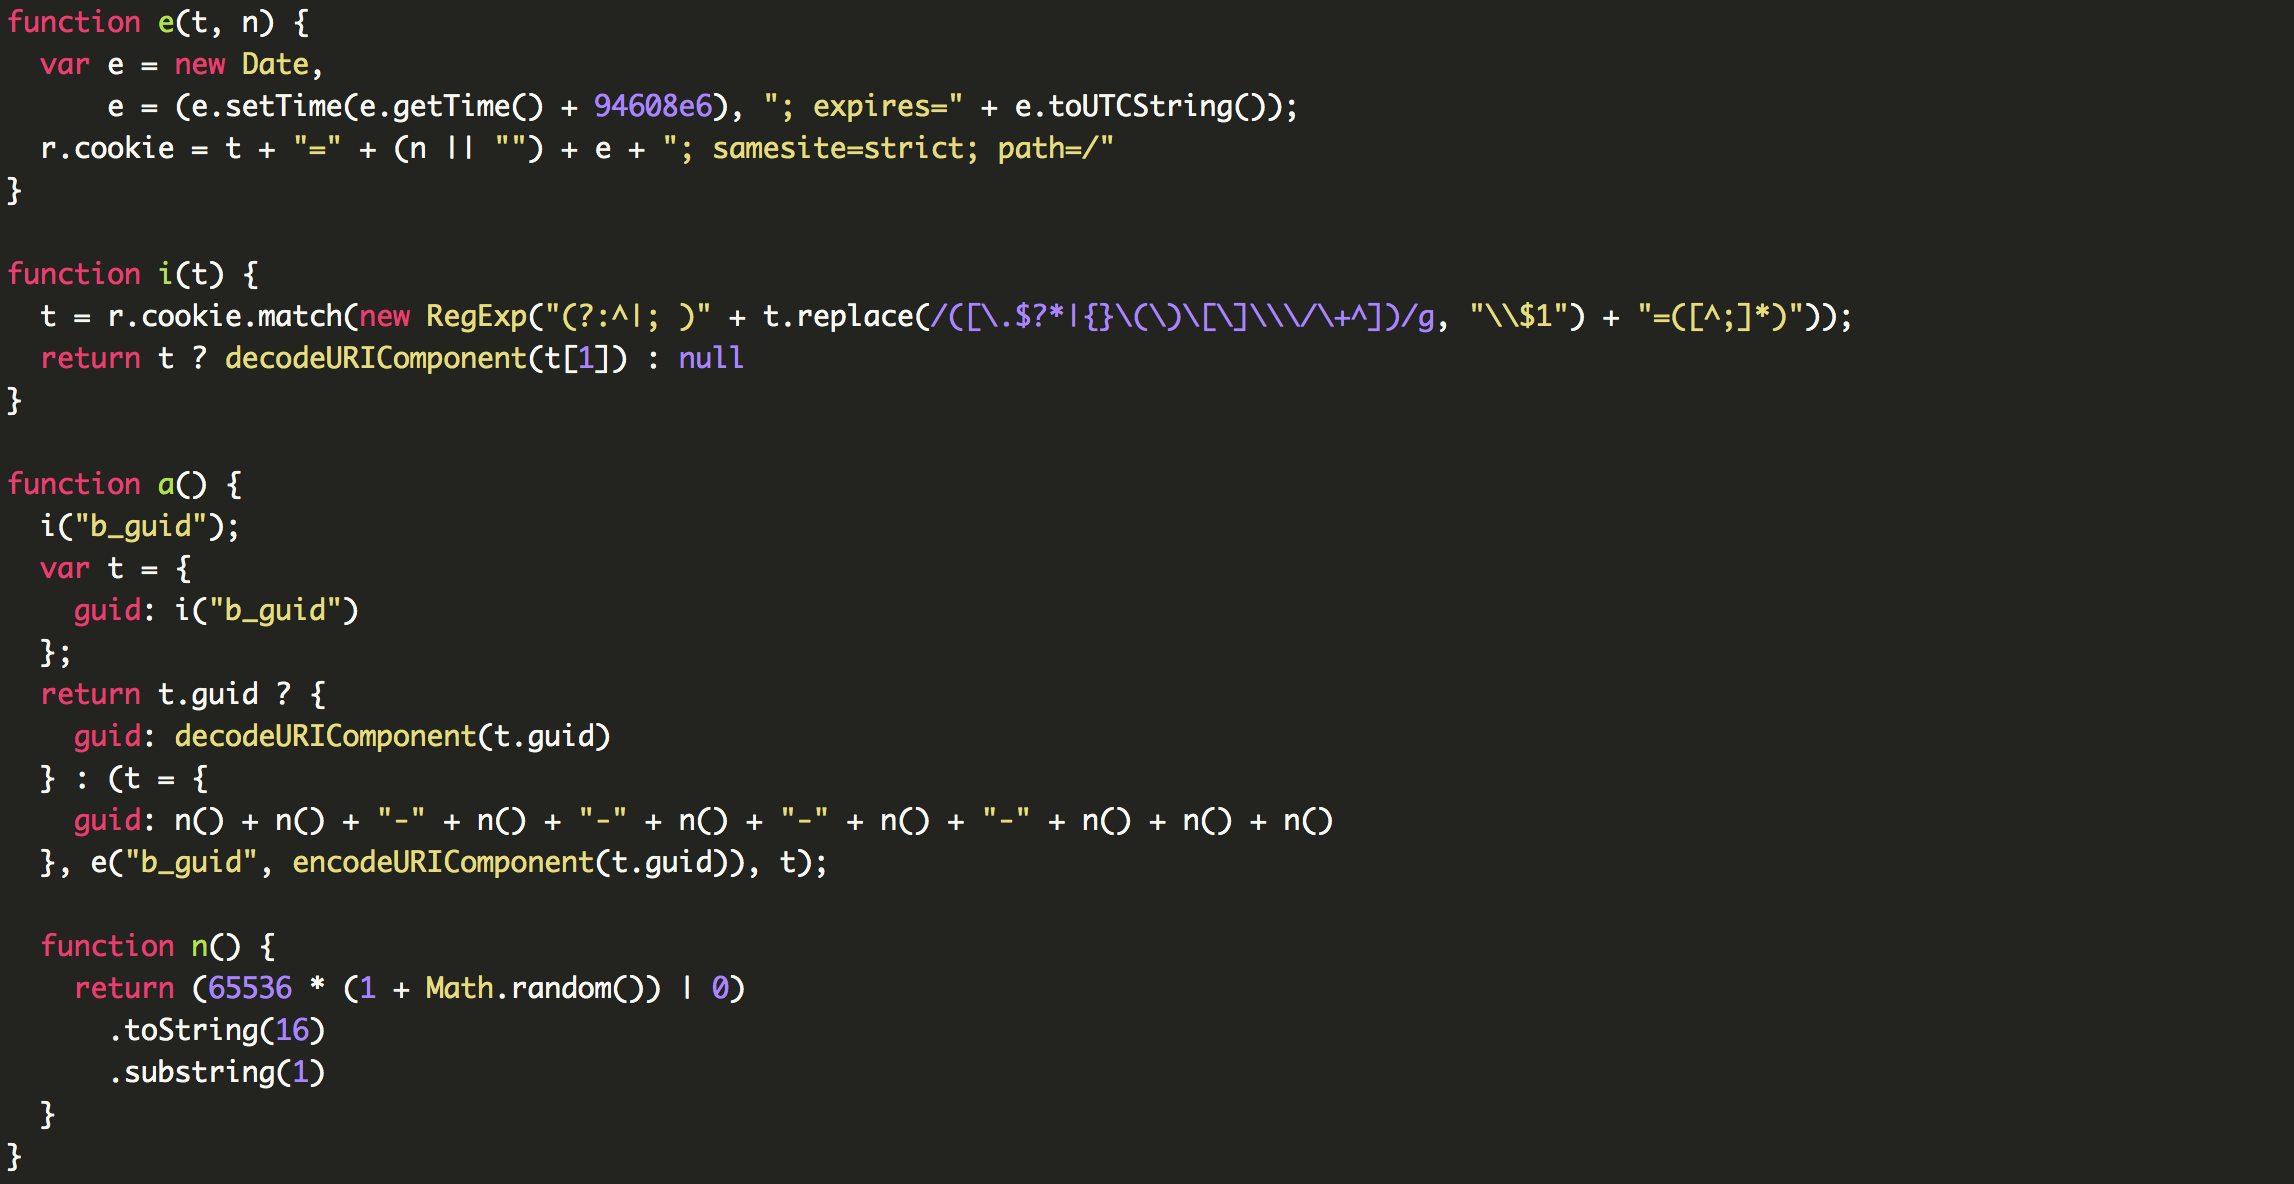 function e(t, n) {
  var e = new Date,
      e = (e.setTime(e.getTime() + 94608e6), "; expires=" + e.toUTCString());
  r.cookie = t + "=" + (n || "") + e + "; samesite=strict; path=/"
}

function i(t) {
  t = r.cookie.match(new RegExp("(?:^|; )" + t.replace(/([\.$?*|{}\(\)\[\]\\\/\+^])/g, "\\$1") + "=([^;]*)"));
  return t ? decodeURIComponent(t[1]) : null
}

function a() {
  i("b_guid");
  var t = {
    guid: i("b_guid")
  };
  return t.guid ? {
    guid: decodeURIComponent(t.guid)
  } : (t = {
    guid: n() + n() + "-" + n() + "-" + n() + "-" + n() + "-" + n() + n() + n()
  }, e("b_guid", encodeURIComponent(t.guid)), t);

  function n() {
    return (65536 * (1 + Math.random()) | 0)
      .toString(16)
      .substring(1)
  }
}